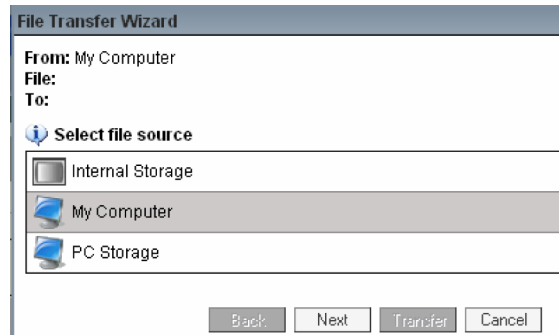 File Transfer Wizard
From: My Computer
File:
To:
Select file source
Internal Storage
My Computer
PC Storage
Back Next Transfer Cancel